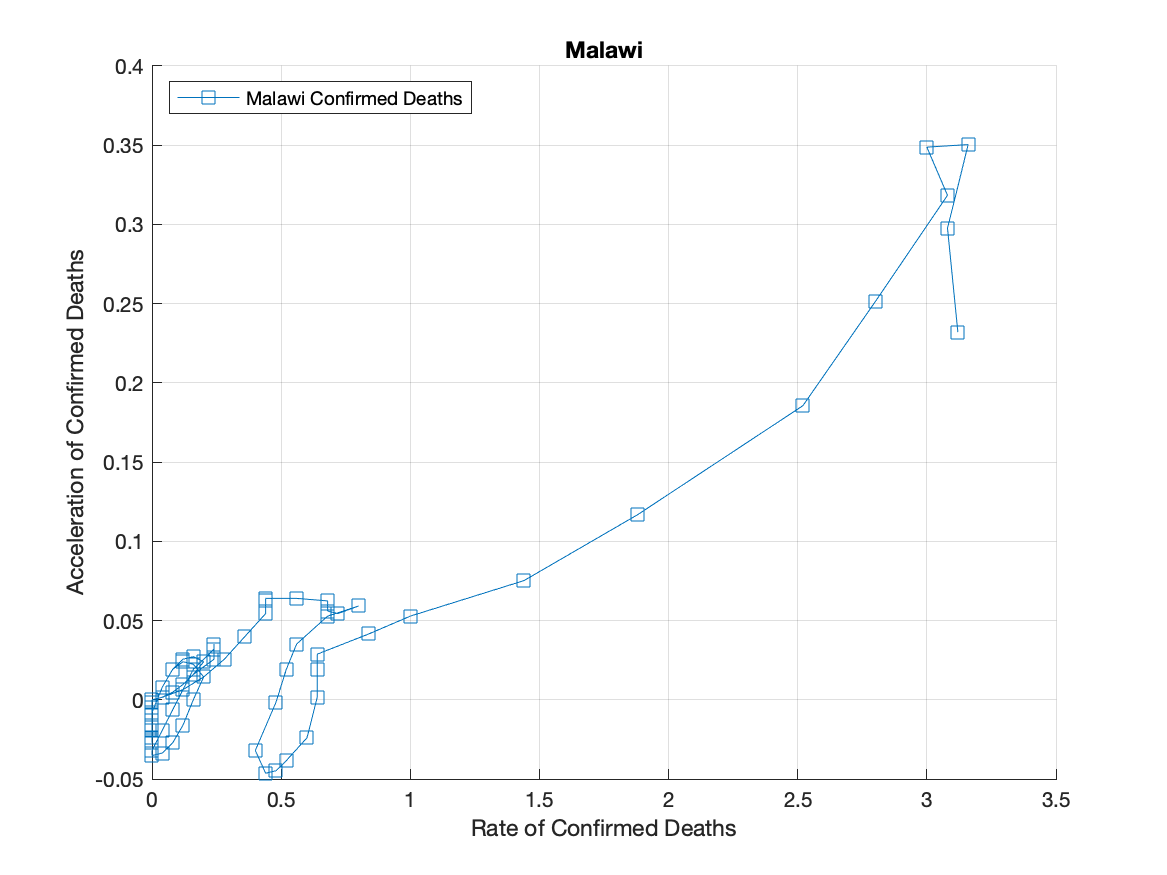 Malawi
Malawi Confirmed Deaths
Acceleration of Confirmed Deaths
0.4
0.35
0.3
0.25
0.2
0.15
0.1
0.05
0
-0.05
0 0.5 1 1.5 2 2.5 3 3.5
Rate of Confirmed Deaths